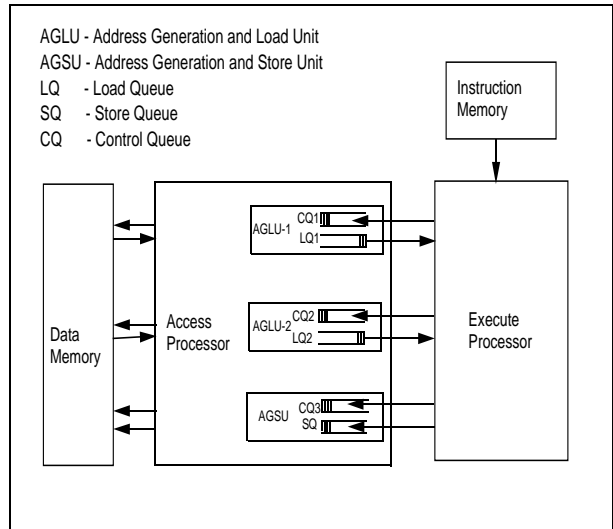 AGLU - Address Generation and Load Unit
AGSU - Address Generation and Store Unit
LQ - Load Queue
SQ - Store Queue
CQ - Control Queue
Instruction
Memory
Data
Memory
Access
Processor
AGLU-1
CQ1
LQ1
AGLU-2
CQ2
LQ2
AGSU
CQ3
SQ
Execute
Processor